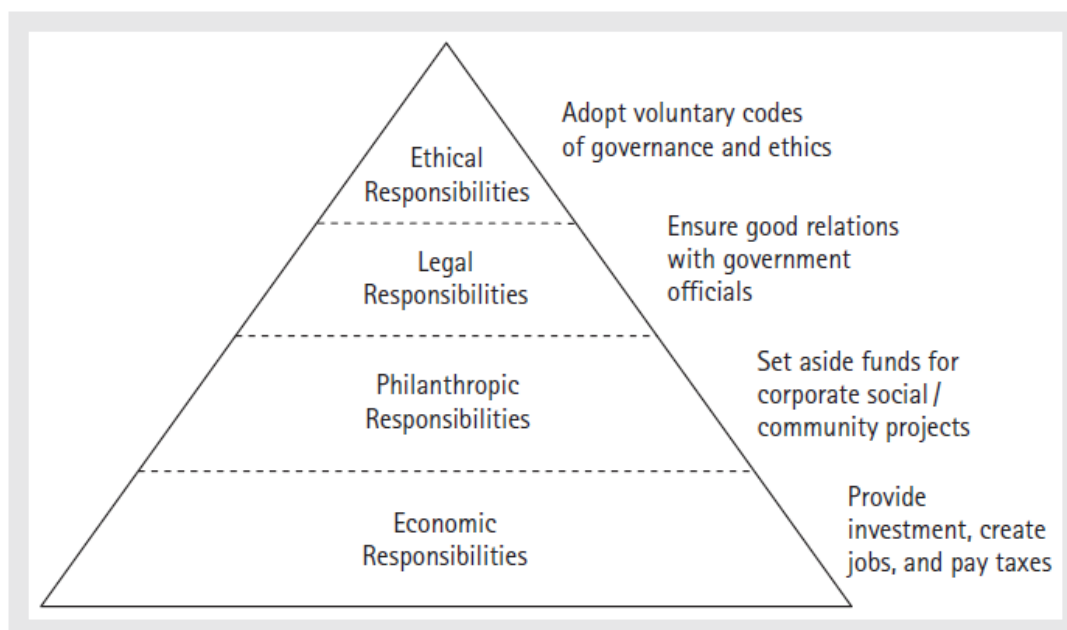 Ethical
Responsibilities
Adopt voluntary codes
of governance and ethics
Legal
Responsibilities
Ensure good relations
with government
officials
Philanthropic
Responsibilities
Set aside funds for
corporate social /
community projects
Economic
Responsibilities
Provide
investment, create
jobs, and pay taxes